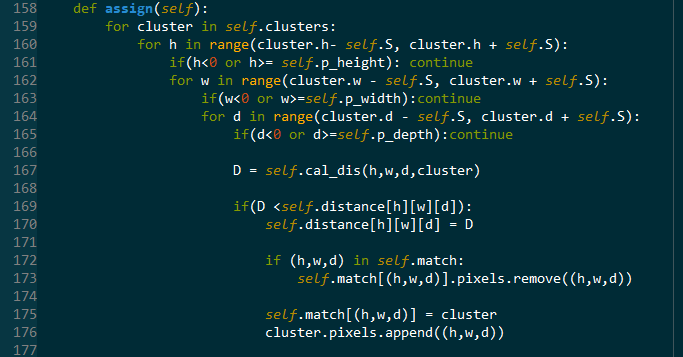 158     def assign(self):
159         for cluster in self.clusters:
160             for h in range(cluster.h- self.S, cluster.h + self.S):
161                 if(h<0 or h>= self.p_height): continue
162                 for w in range(cluster.w - self.S, cluster.w + self.S):
163                     if(w<0 or w>=self.p_width):continue
164                     for d in range(cluster.d - self.S, cluster.d + self.S):
165                         if(d<0 or d>=self.p_depth):continue
166
167                         D = self.cal_dis(h,w,d,cluster)
168
169                         if(D <self.distance[h][w][d]):
170                             self.distance[h][w][d] = D
171
172                             if (h,w,d) in self.match:
173                                 self.match[(h,w,d)].pixels.remove((h,w,d))
174
175                             self.match[(h,w,d)] = cluster
176                             cluster.pixels.append((h,w,d))
177